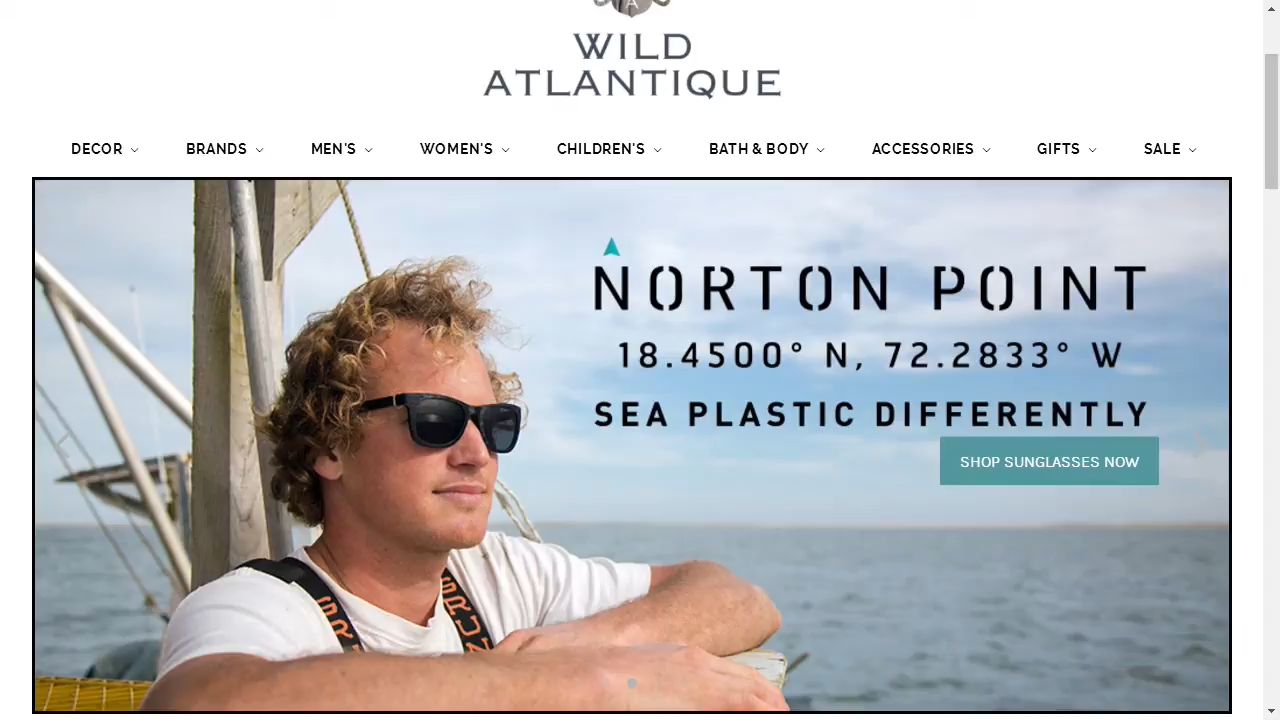 A
WILD
ATLANTIQUE
DECOR BRANDS MEN'S WOMEN'S CHILDREN'S BATH & BODY ACCESSORIES GIFTS SALE
NORTON POINT
18.4500° N, 72.2833° W
SEA PLASTIC DIFFERENTLY
SHOP SUNGLASSES NOW